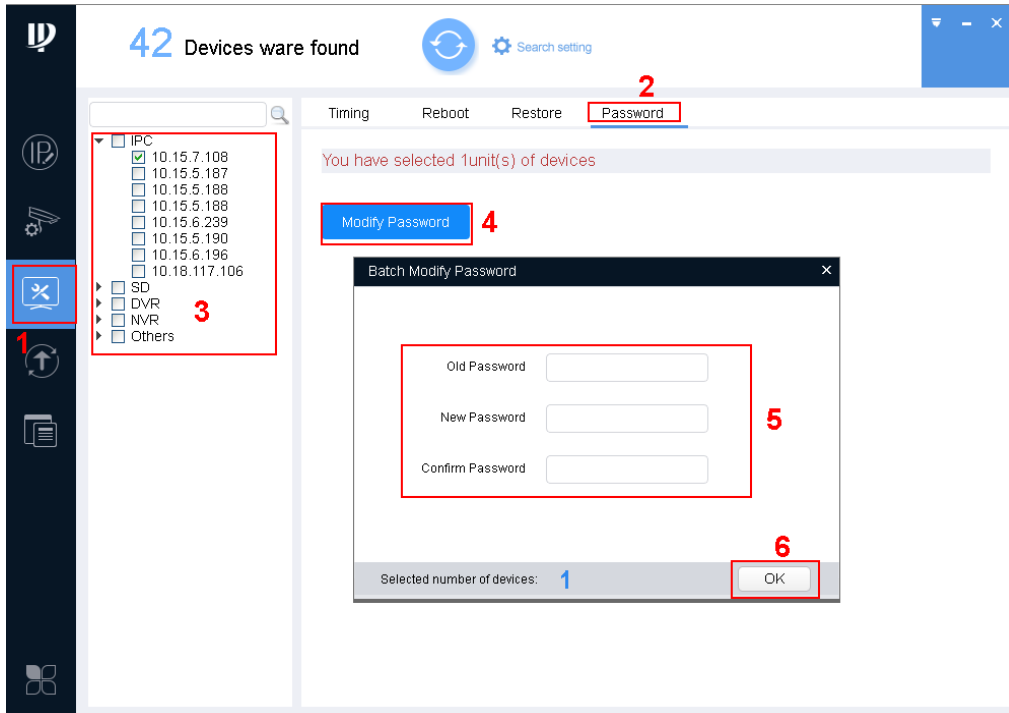 IP
42 Devices ware found
Search setting
2
Timing Reboot Restore Password
IPC
10.15.7.108
10.15.5.187
10.15.5.188
10.15.5.188
10.15.6.239
10.15.5.190
10.15.6.196
10.18.117.106
SD
DVR
NVR
Others
3
1
IP
You have selected 1unit(s) of devices
Modify Password
4
Batch Modify Password
Old Password
New Password
Confirm Password
5
6
Selected number of devices: 1
OK